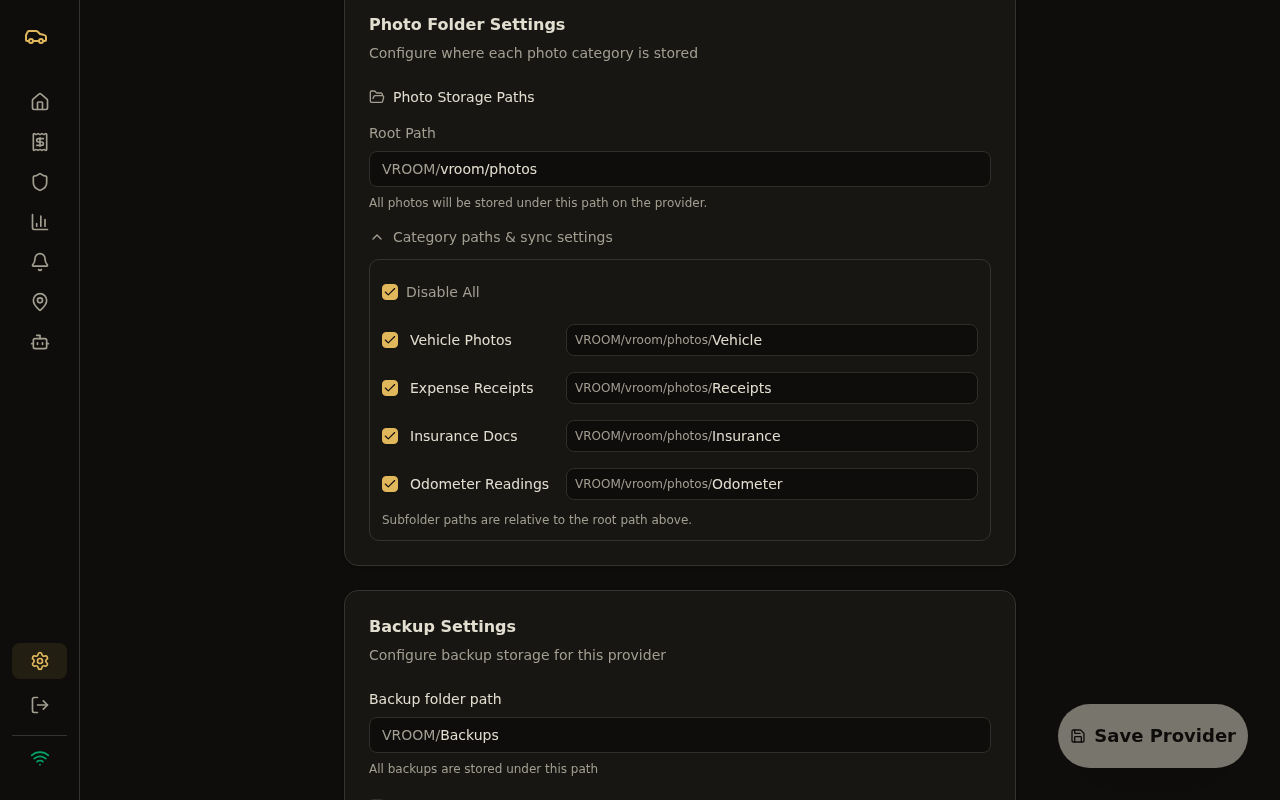 Photo Folder Settings
Configure where each photo category is stored
Photo Storage Paths
Root Path
VROOM/vroom/photos
All photos will be stored under this path on the provider.
Category paths & sync settings
Disable All
Vehicle Photos VROOM/vroom/photos/Vehicle
Expense Receipts VROOM/vroom/photos/Receipts
Insurance Docs VROOM/vroom/photos/Insurance
Odometer Readings VROOM/vroom/photos/Odometer
Subfolder paths are relative to the root path above.
Backup Settings
Configure backup storage for this provider
Backup folder path
VROOM/Backups
All backups are stored under this path
Save Provider